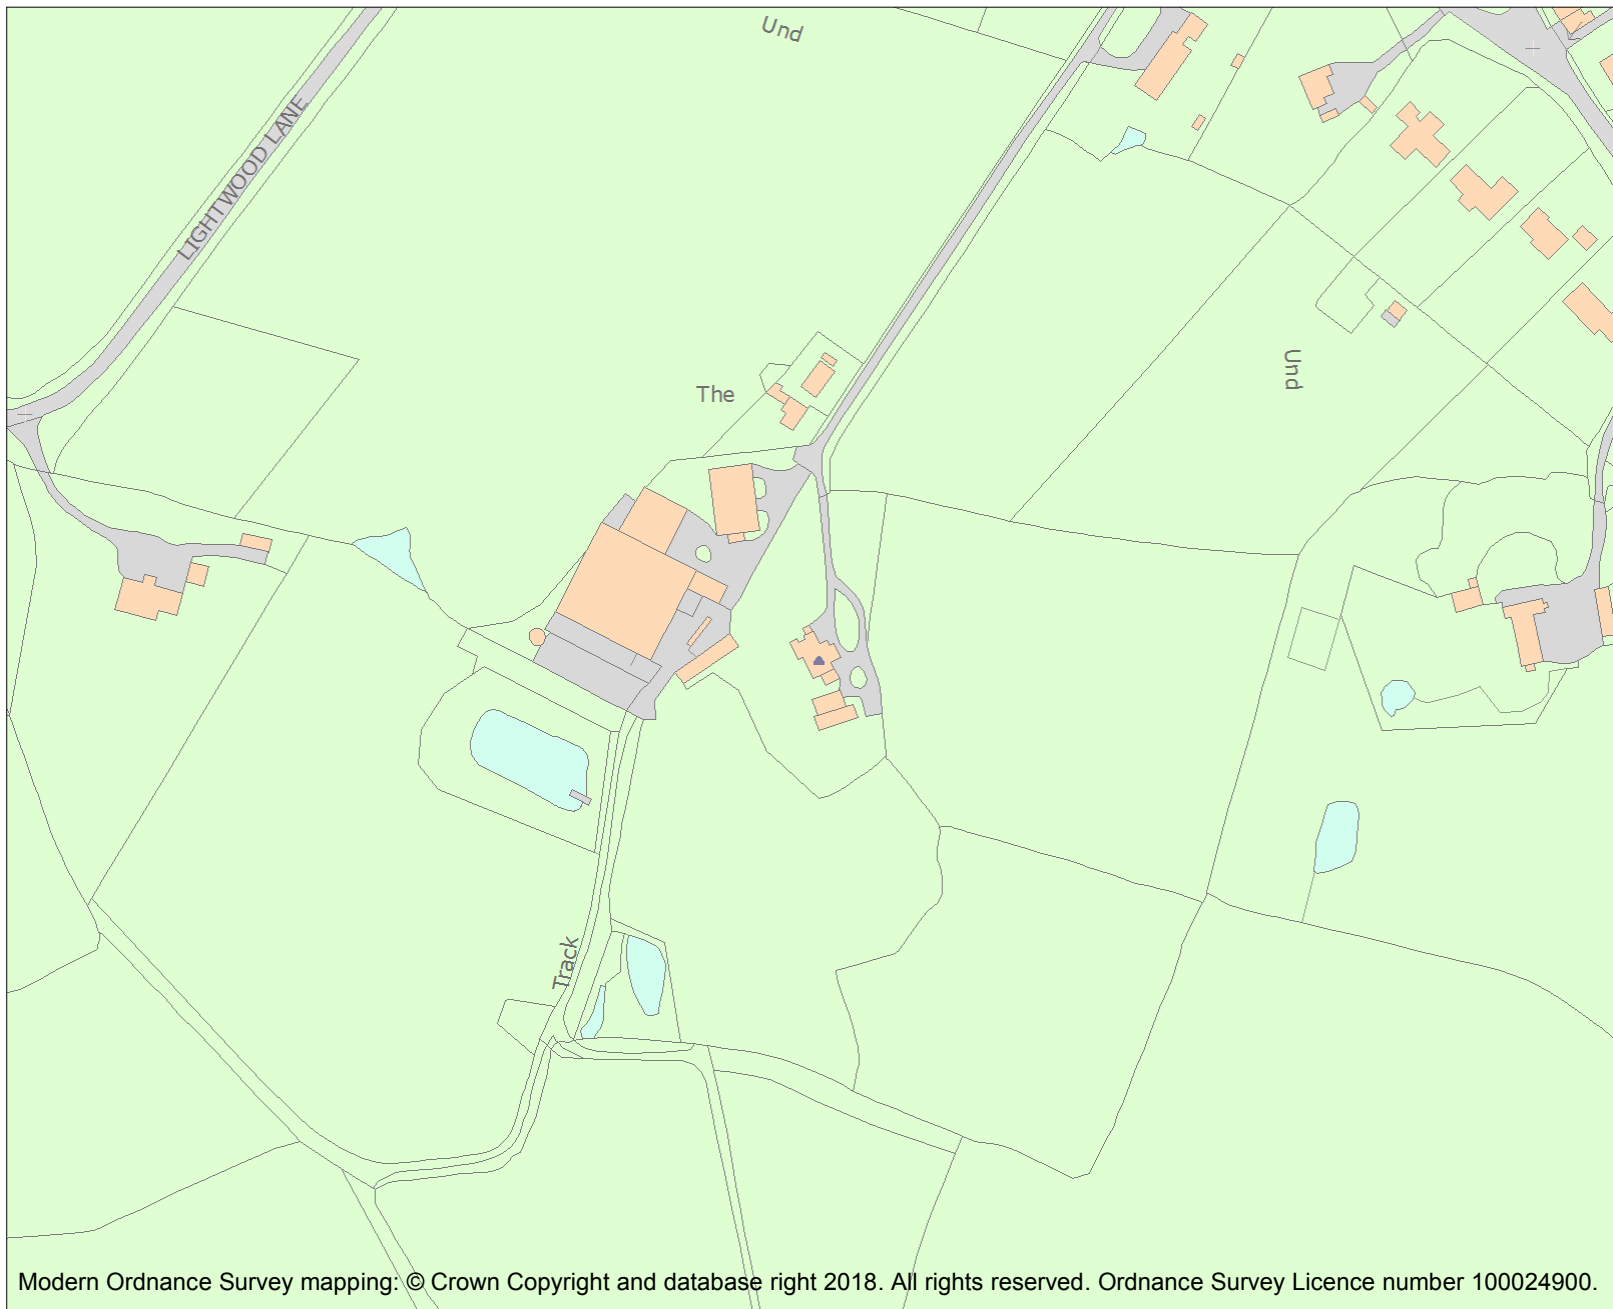 Und
LIGHTWOOD LANE
Und
The
Track
Modern Ordnance Survey mapping: © Crown Copyright and database right 2018. All rights reserved. Ordnance Survey Licence number 100024900.